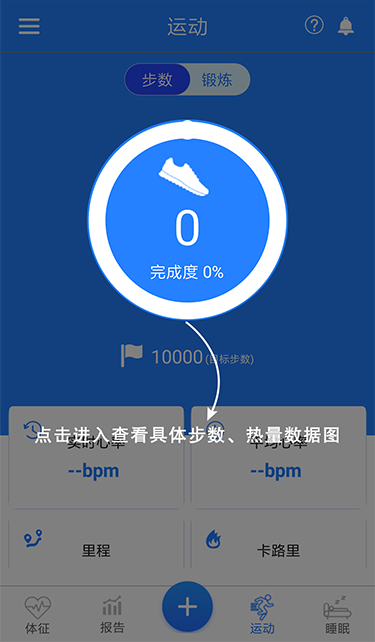 运动
步数
锻炼
0
完成度 0%
10000(目标步数)
点击进入查看具体步数、热量数据图
实时心率
平均心率
--bpm
--bpm
里程
卡路里
体征
报告
运动
睡眠